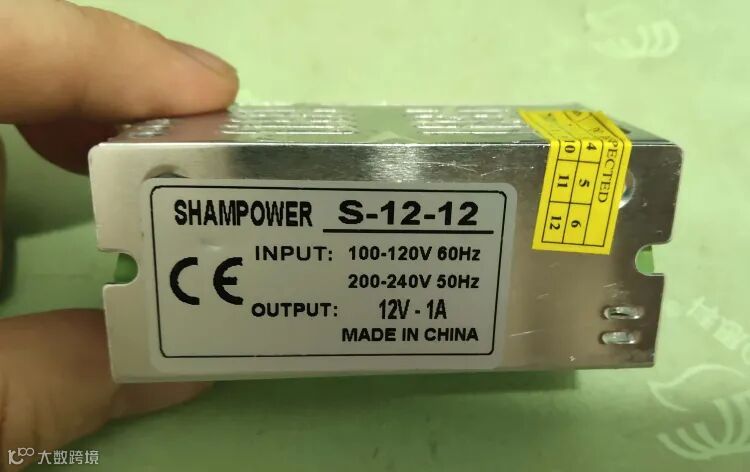 SHAMPOWER S-12-12
INPUT: 100-120V 60Hz
200-240V 50Hz
CE
OUTPUT: 12V - 1A
MADE IN CHINA
4
5
6
10
11
12
大数跨境